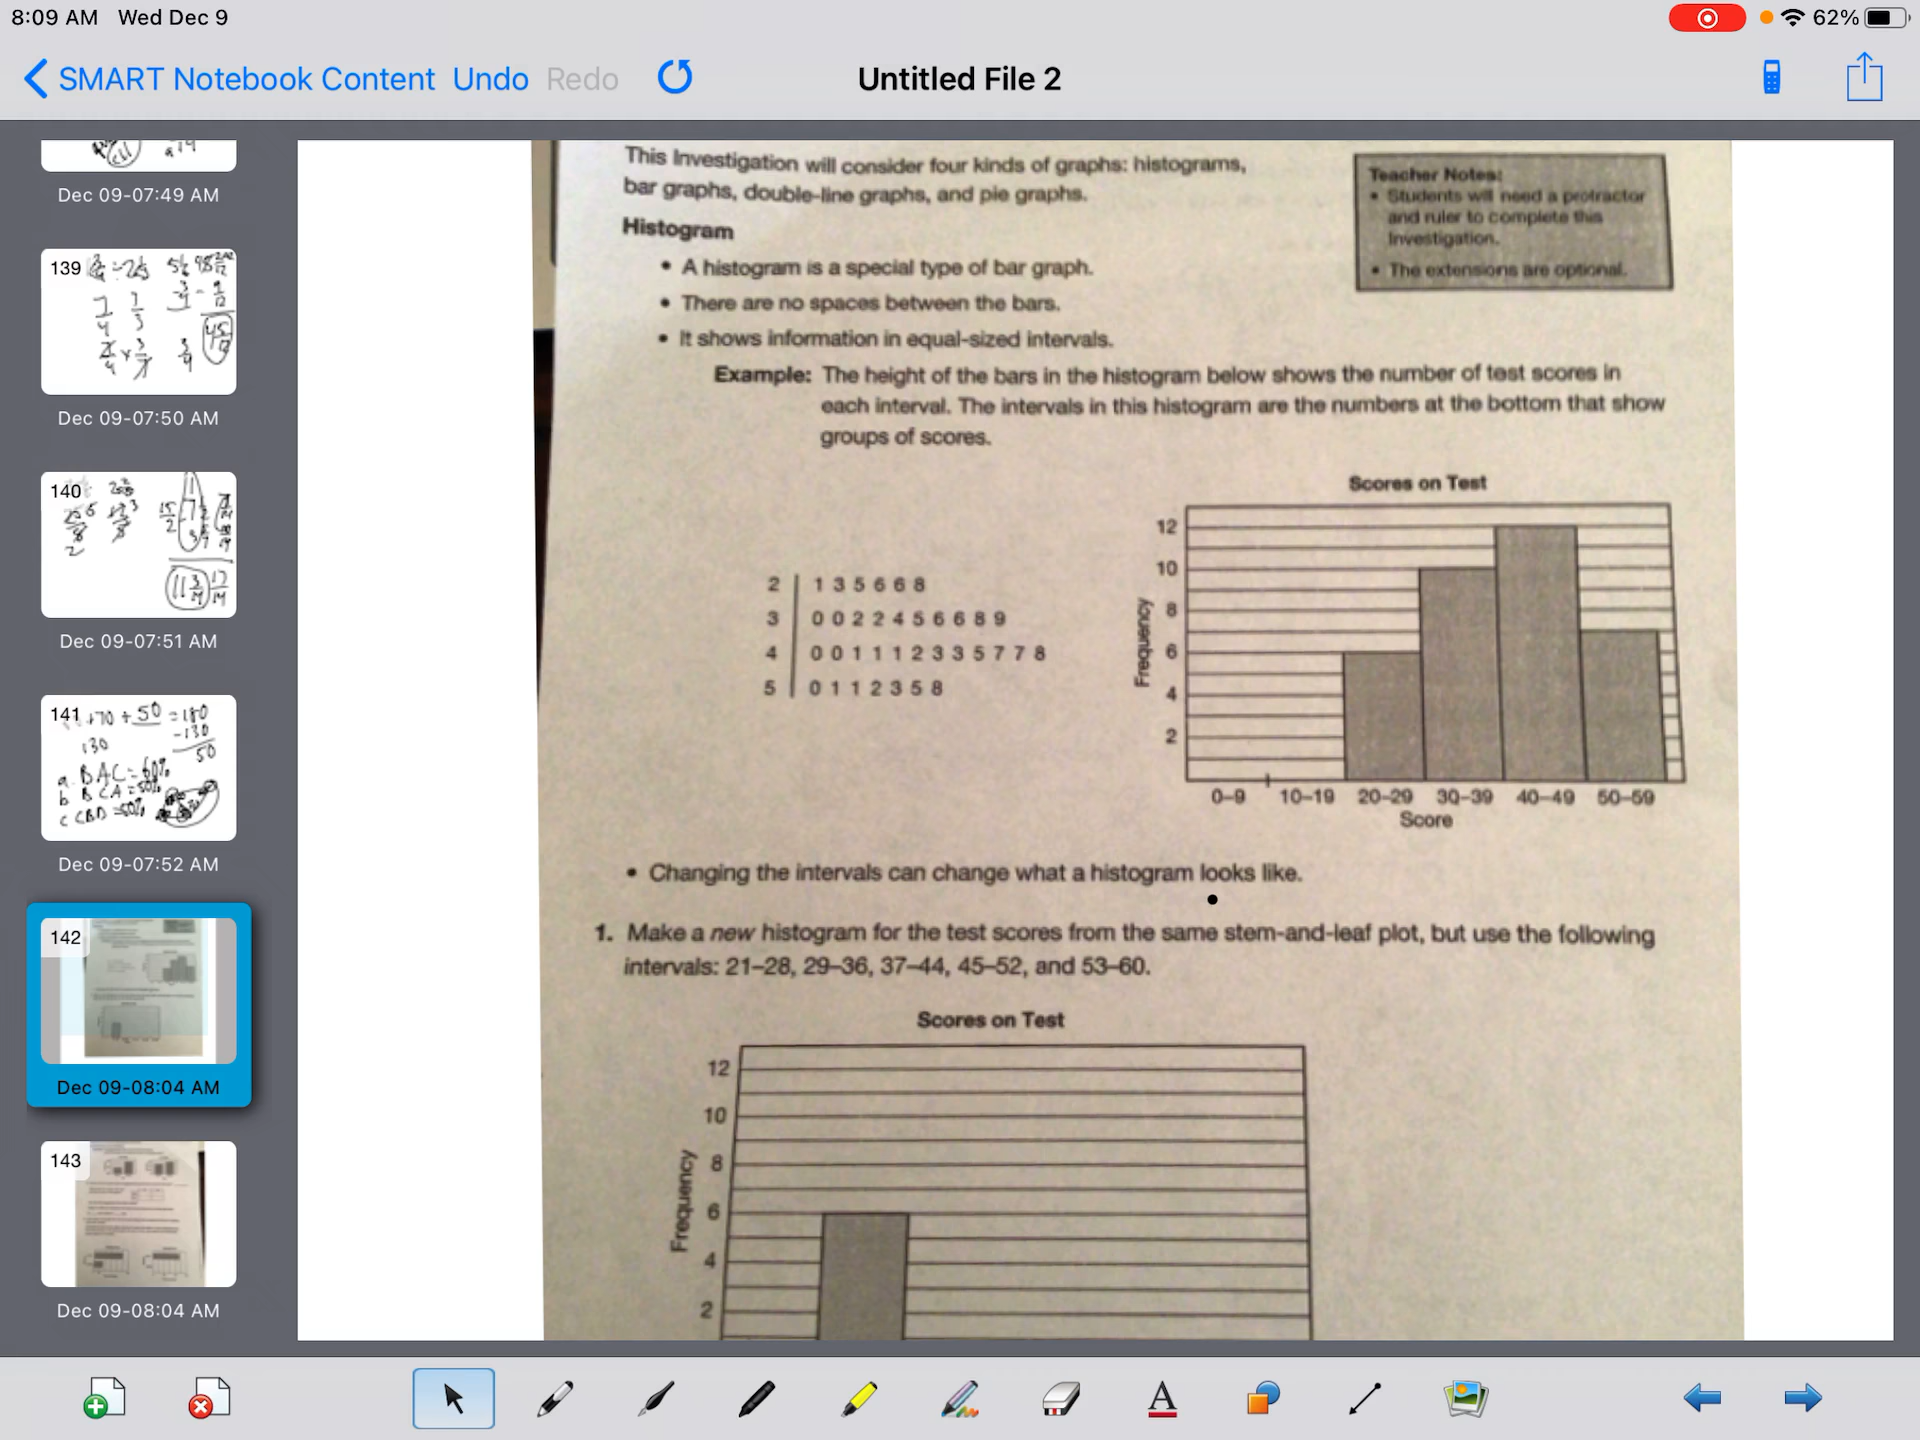 8:09 AM Wed Dec 9
62%
SMART Notebook Content Undo Redo
Untitled File 2
Dec 09-07:49 AM
139
Dec 09-07:50 AM
140
Dec 09-07:51 AM
141 +70 + 50 = 180
130 -130
50
a. BAC = 60%
b BCA = 50%
c CBD = 50%
Dec 09-07:52 AM
142
Dec 09-08:04 AM
143
Dec 09-08:04 AM
This Investigation will consider four kinds of graphs: histograms,
bar graphs, double-line graphs, and pie graphs.
Teacher Notes:
• Students will need a protractor
and ruler to complete this
Investigation.
• The extensions are optional.
Histogram
• A histogram is a special type of bar graph.
• There are no spaces between the bars.
• It shows information in equal-sized intervals.
Example: The height of the bars in the histogram below shows the number of test scores in
each interval. The intervals in this histogram are the numbers at the bottom that show
groups of scores.
2 | 1 3 5 6 6 8
3 | 0 0 2 2 4 5 6 6 8 9
4 | 0 0 1 1 1 2 3 3 5 7 7 8
5 | 0 1 1 2 3 5 8
Scores on Test
Frequency
12
10
8
6
4
2
0–9 10–19 20–29 30–39 40–49 50–59
Score
• Changing the intervals can change what a histogram looks like.
1. Make a new histogram for the test scores from the same stem-and-leaf plot, but use the following
intervals: 21–28, 29–36, 37–44, 45–52, and 53–60.
Scores on Test
Frequency
12
10
8
6
4
2
A